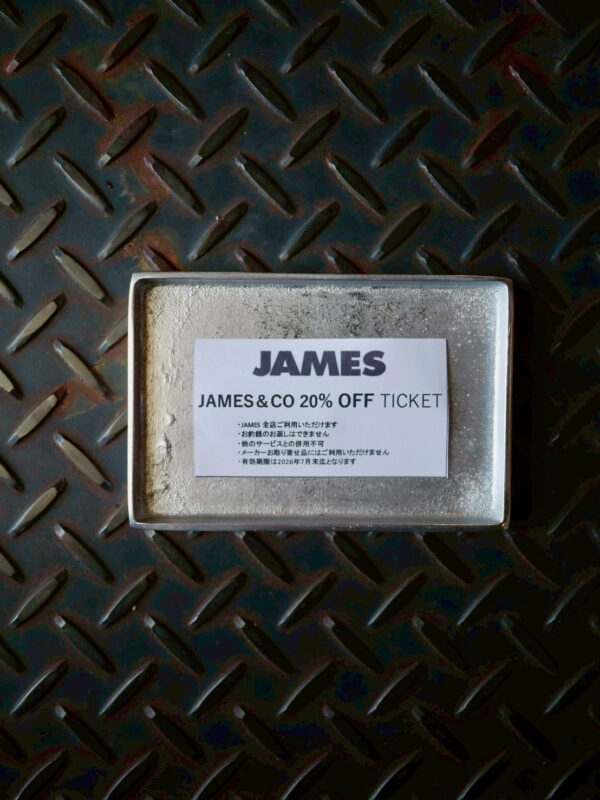 JAMES
JAMES & CO 20% OFF TICKET
・JAMES 全店ご利用いただけます
・お釣銭のお返しはできません
・他のサービスとの併用不可
・メーカーお取り寄せ品にはご利用いただけません
・有効期限は2026年7月末迄となります